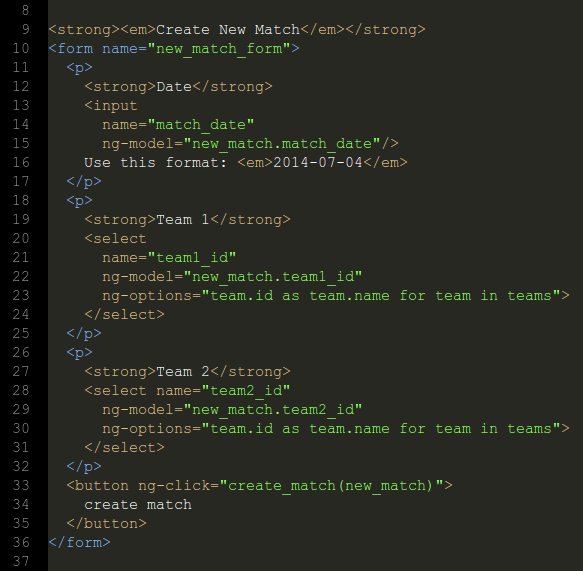 8
9 <strong><em>Create New Match</em></strong>
10 <form name="new_match_form">
11   <p>
12     <strong>Date</strong>
13     <input
14       name="match_date"
15       ng-model="new_match.match_date"/>
16     Use this format: <em>2014-07-04</em>
17   </p>
18   <p>
19     <strong>Team 1</strong>
20     <select
21       name="team1_id"
22       ng-model="new_match.team1_id"
23       ng-options="team.id as team.name for team in teams">
24     </select>
25   </p>
26   <p>
27     <strong>Team 2</strong>
28     <select name="team2_id"
29       ng-model="new_match.team2_id"
30       ng-options="team.id as team.name for team in teams">
31     </select>
32   </p>
33   <button ng-click="create_match(new_match)">
34     create match
35   </button>
36 </form>
37